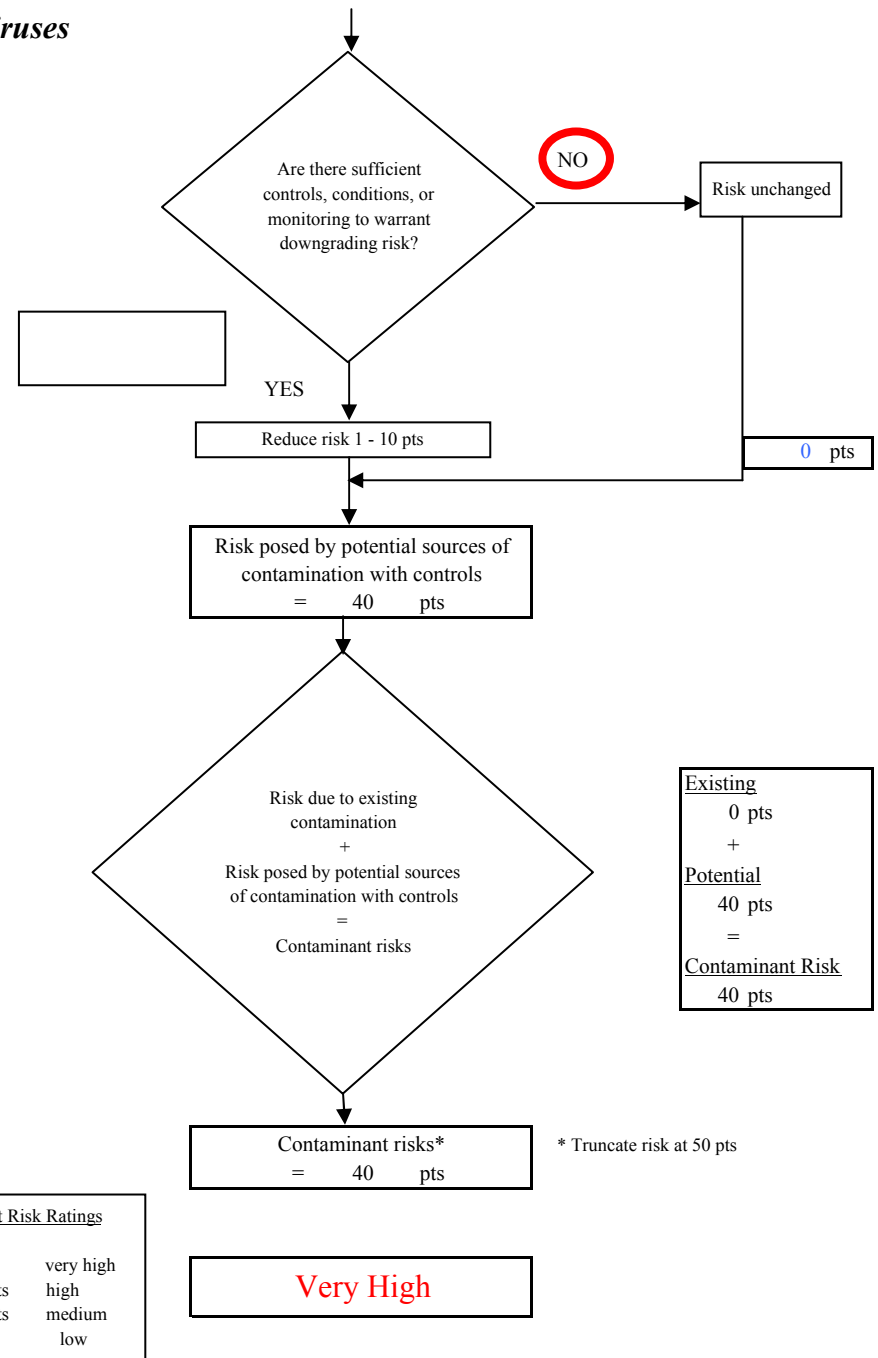 ruses
Are there sufficient
controls, conditions, or
monitoring to warrant
downgrading risk?
NO
Risk unchanged
YES
Reduce risk 1 - 10 pts
0 pts
Risk posed by potential sources of
contamination with controls
= 40 pts
Risk due to existing
contamination
+
Risk posed by potential sources
of contamination with controls
=
Contaminant risks
Existing
0 pts
+
Potential
40 pts
=
Contaminant Risk
40 pts
Contaminant risks*
= 40 pts
* Truncate risk at 50 pts
t Risk Ratings
very high
ts high
ts medium
low
Very High